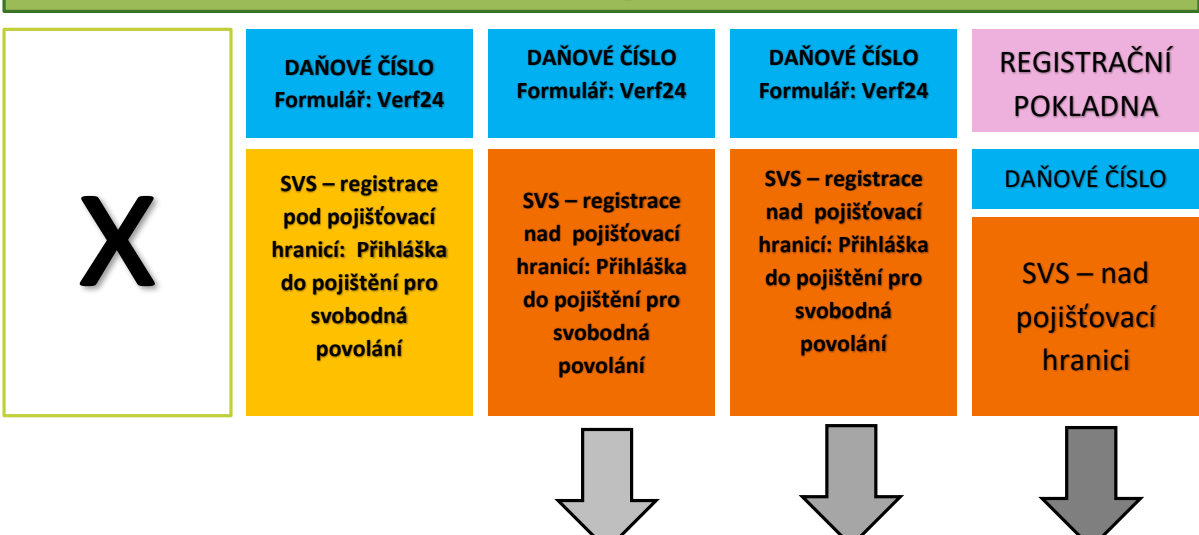 X
DAŇOVÉ ČÍSLO
Formulář: Verf24
SVS – registrace
pod pojišťovací
hranicí: Přihláška
do pojištění pro
svobodná
povolání
DAŇOVÉ ČÍSLO
Formulář: Verf24
SVS – registrace
nad pojišťovací
hranicí: Přihláška
do pojištění pro
svobodná
povolání
DAŇOVÉ ČÍSLO
Formulář: Verf24
SVS – registrace
nad pojišťovací
hranicí: Přihláška
do pojištění pro
svobodná
povolání
REGISTRAČNÍ
POKLADNA
DAŇOVÉ ČÍSLO
SVS – nad
pojišťovací
hranici